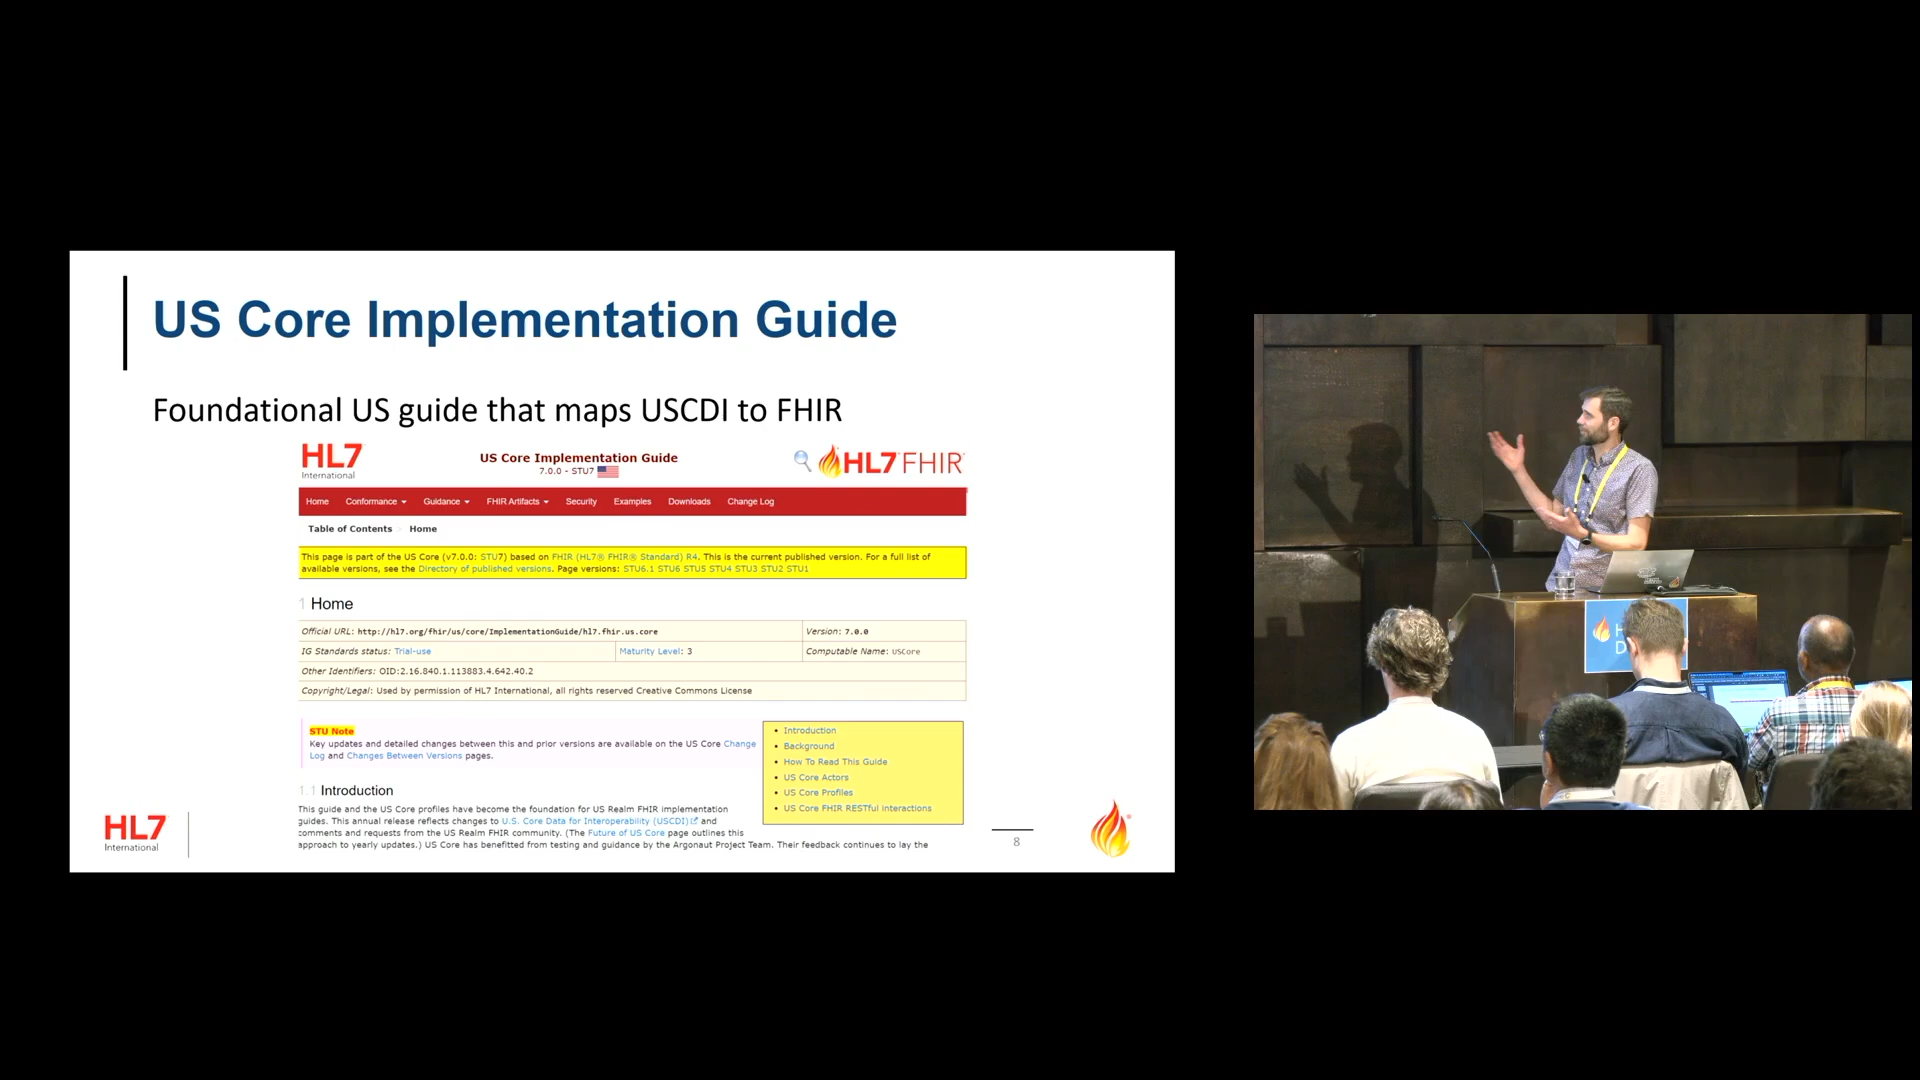 US Core Implementation Guide
Foundational US guide that maps USCDI to FHIR
HL7
International
US Core Implementation Guide
7.0.0 - STU7
HL7 FHIR
Home Conformance Guidance FHIR Artifacts Security Examples Downloads Change Log
Table of Contents Home
This page is part of the US Core (v7.0.0: STU7) based on FHIR (HL7® FHIR® Standard) R4. This is the current published version. For a full list of
available versions, see the Directory of published versions. Page versions: STU6.1 STU6 STU5 STU4 STU3 STU2 STU1
1 Home
Official URL: http://hl7.org/fhir/us/core/ImplementationGuide/hl7.fhir.us.core Version: 7.0.0
IG Standards status: Trial-use Maturity Level: 3 Computable Name: USCore
Other Identifiers: OID:2.16.840.1.113883.4.642.40.2
Copyright/Legal: Used by permission of HL7 International, all rights reserved Creative Commons License
STU Note
Key updates and detailed changes between this and prior versions are available on the US Core Change
Log and Changes Between Versions pages.
• Introduction
• Background
• How To Read This Guide
• US Core Actors
• US Core Profiles
• US Core FHIR RESTful interactions
1.1 Introduction
This guide and the US Core profiles have become the foundation for US Realm FHIR implementation
guides. This annual release reflects changes to U.S. Core Data for Interoperability (USCDI) and
comments and requests from the US Realm FHIR community. (The Future of US Core page outlines this
approach to yearly updates.) US Core has benefitted from testing and guidance by the Argonaut Project Team. Their feedback continues to lay the
HL7
International
8